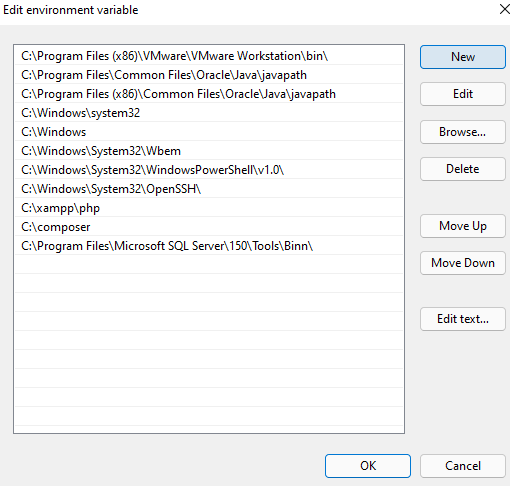 Edit environment variable
C:\Program Files (x86)\VMware\VMware Workstation\bin\
C:\Program Files\Common Files\Oracle\Java\javapath
C:\Program Files (x86)\Common Files\Oracle\Java\javapath
C:\Windows\system32
C:\Windows
C:\Windows\System32\Wbem
C:\Windows\System32\WindowsPowerShell\v1.0\
C:\Windows\System32\OpenSSH\
C:\xampp\php
C:\composer
C:\Program Files\Microsoft SQL Server\150\Tools\Binn\
New
Edit
Browse...
Delete
Move Up
Move Down
Edit text...
OK
Cancel